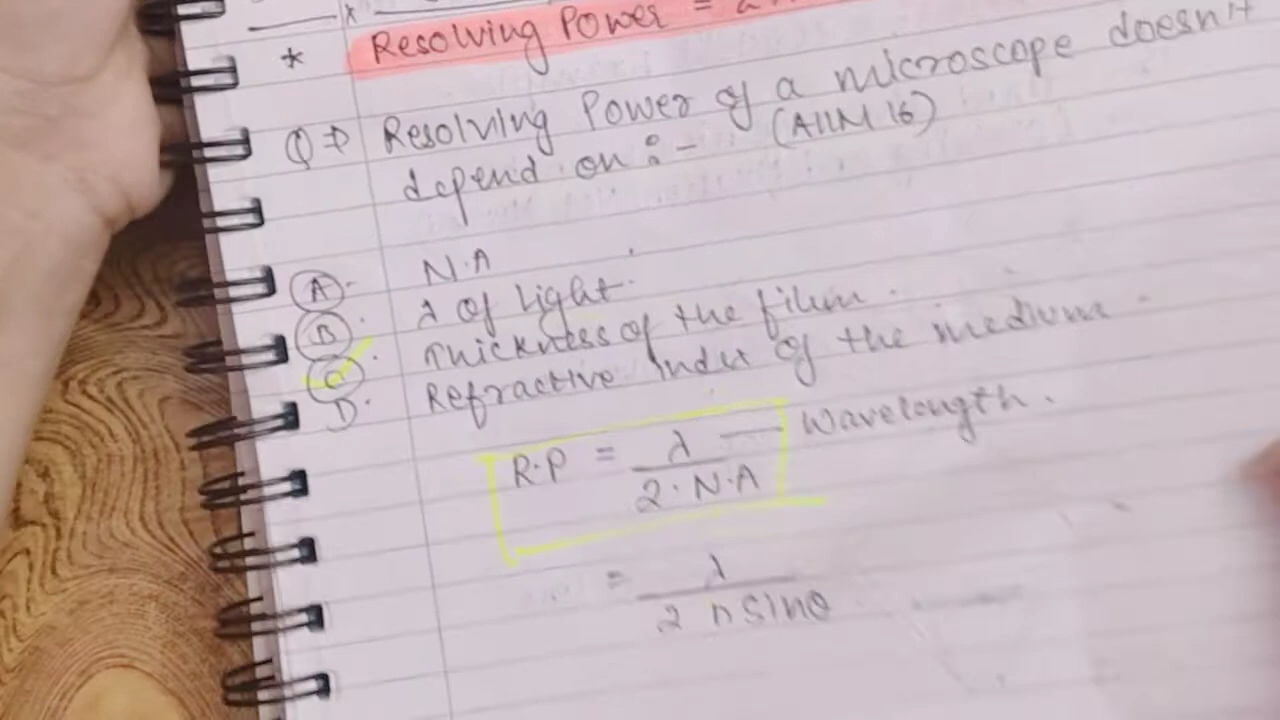 * Resolving Power =
Q ⇒ Resolving Power of a microscope doesn't
depend on :- (AIIM 16)
A. N.A
B. λ of light.
C. Thickness of the film.
D. Refractive Index of the medium.
R.P = λ / 2.N.A — wavelength.
= λ / 2 n sinθ